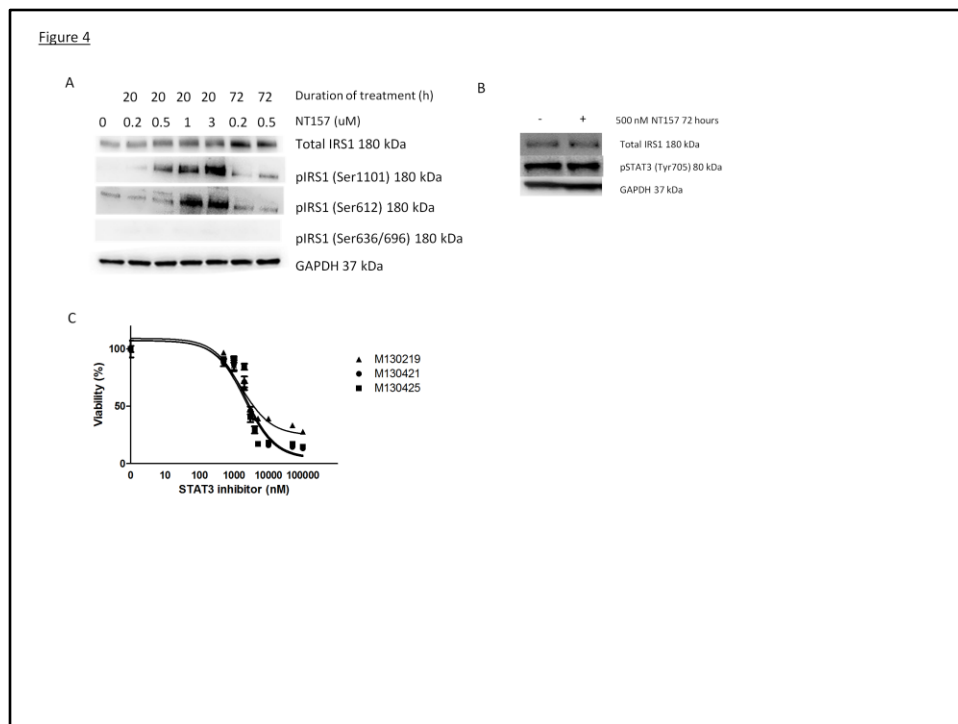 Figure 4
A
20 20 20 20 72 72 Duration of treatment (h)
0 0.2 0.5 1 3 0.2 0.5 NT157 (uM)
Total IRS1 180 kDa
pIRS1 (Ser1101) 180 kDa
pIRS1 (Ser612) 180 kDa
pIRS1 (Ser636/696) 180 kDa
GAPDH 37 kDa
B
- + 500 nM NT157 72 hours
Total IRS1 180 kDa
pSTAT3 (Tyr705) 80 kDa
GAPDH 37 kDa
C
Viability (%)
100
50
0
0 10 100 1000 10000 100000
STAT3 inhibitor (nM)
M130219
M130421
M130425